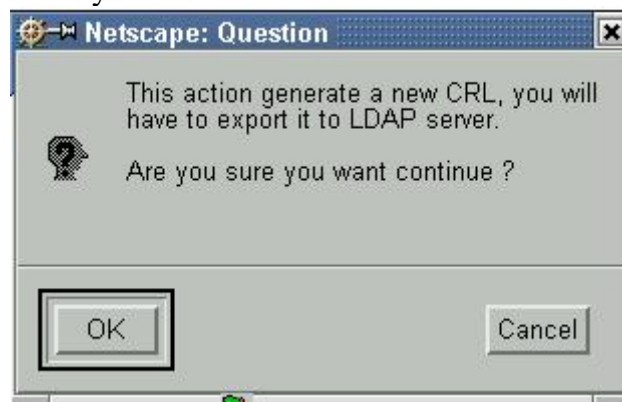 Netscape: Question
This action generate a new CRL, you will
have to export it to LDAP server.
Are you sure you want continue ?
OK
Cancel